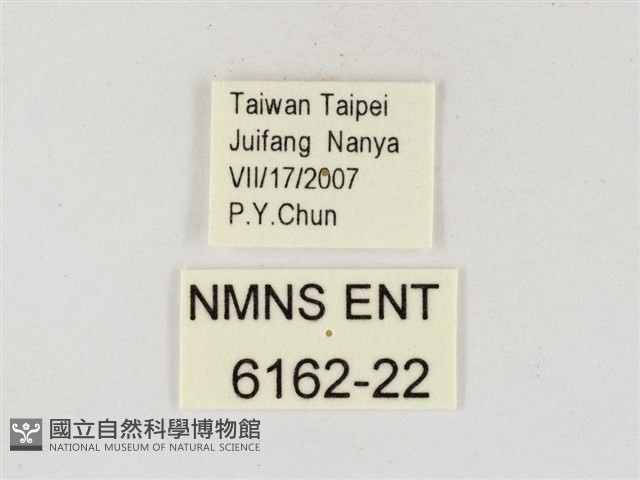 Taiwan Taipei
Juifang Nanya
VII/17/2007
P.Y.Chun
NMNS ENT
6162-22
國立自然科學博物館
NATIONAL MUSEUM OF NATURAL SCIENCE